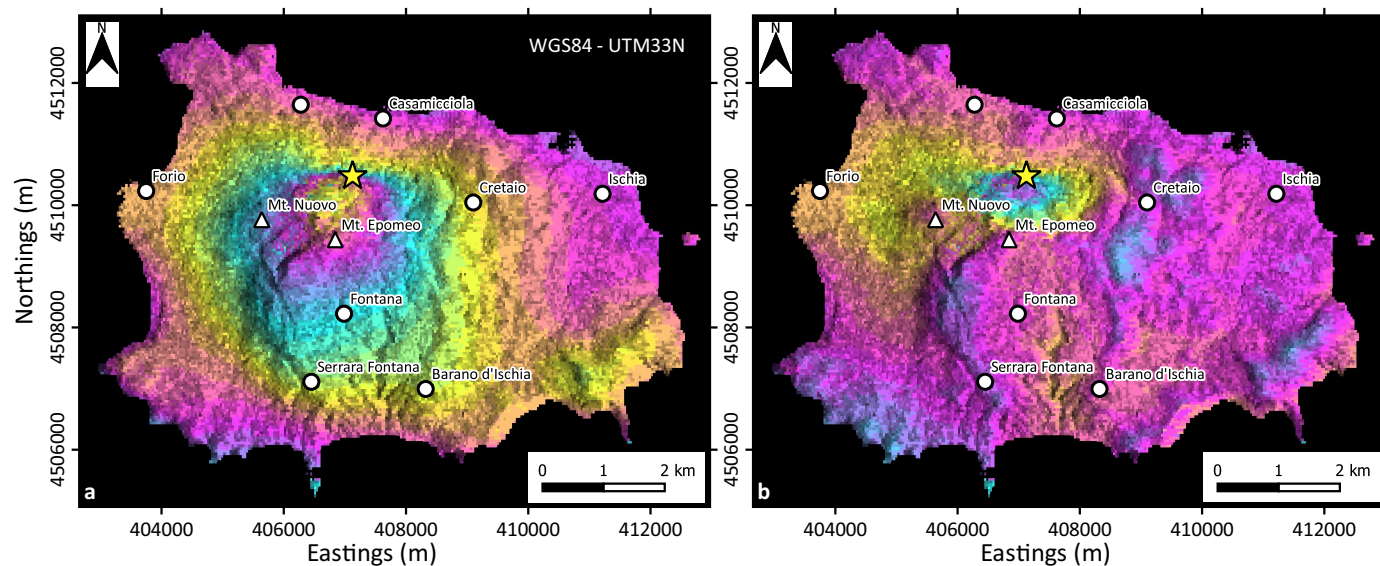 N
WGS84 - UTM33N
Casamicciola
Forio
Mt. Nuovo
Cretaio
Ischia
Mt. Epomeo
Fontana
Serrara Fontana
Barano d'Ischia
0 1 2 km
a
4512000
4510000
4508000
4506000
Northings (m)
404000 406000 408000 410000 412000
Eastings (m)
N
Casamicciola
Forio
Mt. Nuovo
Cretaio
Ischia
Mt. Epomeo
Fontana
Serrara Fontana
Barano d'Ischia
0 1 2 km
b
4512000
4510000
4508000
4506000
404000 406000 408000 410000 412000
Eastings (m)